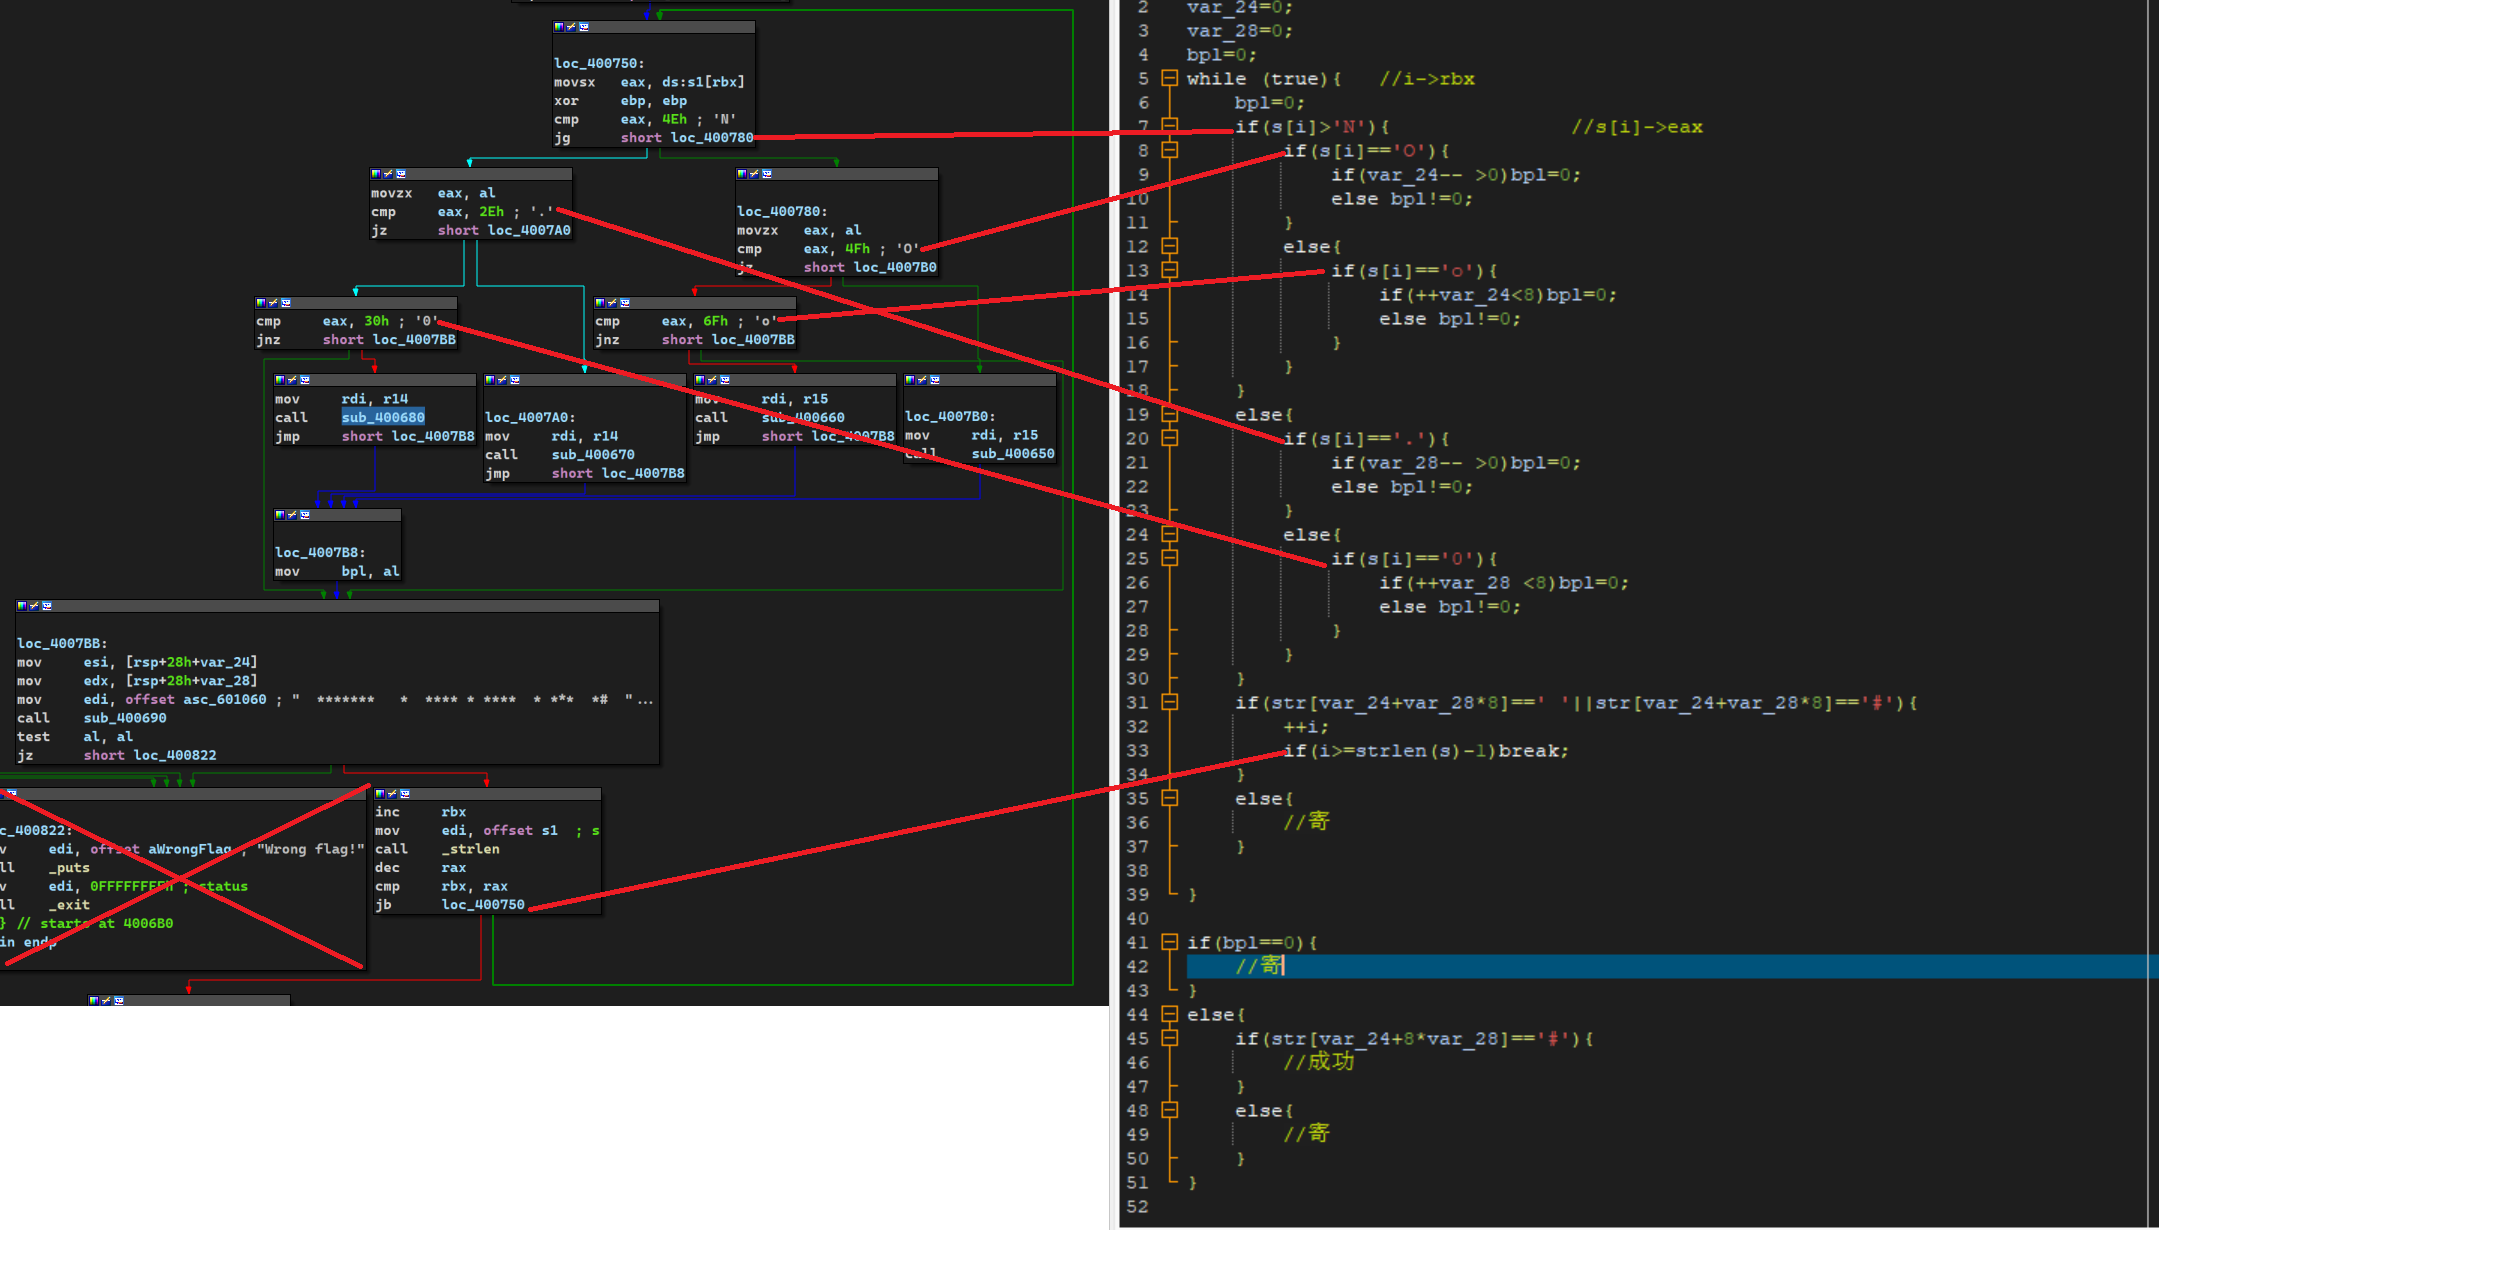 loc_400750:
movsx eax, ds:s1[rbx]
xor ebp, ebp
cmp eax, 4Eh ; 'N'
jg short loc_400780
movzx eax, al
cmp eax, 2Eh ; '.'
jz short loc_4007A0
loc_400780:
movzx eax, al
cmp eax, 4Fh ; 'O'
jz short loc_4007B0
cmp eax, 30h ; '0'
jnz short loc_4007BB
cmp eax, 6Fh ; 'o'
jnz short loc_4007BB
mov rdi, r14
call sub_400680
jmp short loc_4007B8
loc_4007A0:
mov rdi, r14
call sub_400670
jmp short loc_4007B8
mov rdi, r15
call sub_400660
jmp short loc_4007B8
loc_4007B0:
mov rdi, r15
call sub_400650
loc_4007B8:
mov bpl, al
loc_4007BB:
mov esi, [rsp+28h+var_24]
mov edx, [rsp+28h+var_28]
mov edi, offset asc_601060 ; "  *******   *  **** * ****  * ***  *#  "...
call sub_400690
test al, al
jz short loc_400822
c_400822:
v edi, offset aWrongFlag ; "Wrong flag!"
ll _puts
v edi, 0FFFFFFFFh ; status
ll _exit
} // starts at 4006B0
in endp
inc rbx
mov edi, offset s1 ; s
call _strlen
dec rax
cmp rbx, rax
jb loc_400750
2 var_24=0;
3 var_28=0;
4 bpl=0;
5 while (true){ //i->rbx
6 bpl=0;
7 if(s[i]>'N'){ //s[i]->eax
8 if(s[i]=='O'){
9 if(var_24-- >0)bpl=0;
10 else bpl!=0;
11 }
12 else{
13 if(s[i]=='o'){
14 if(++var_24<8)bpl=0;
15 else bpl!=0;
16 }
17 }
18 }
19 else{
20 if(s[i]=='.'){
21 if(var_28-- >0)bpl=0;
22 else bpl!=0;
23 }
24 else{
25 if(s[i]=='0'){
26 if(++var_28 <8)bpl=0;
27 else bpl!=0;
28 }
29 }
30 }
31 if(str[var_24+var_28*8]==' '||str[var_24+var_28*8]=='#'){
32 ++i;
33 if(i>=strlen(s)-1)break;
34 }
35 else{
36 //寄
37 }
38
39 }
40
41 if(bpl==0){
42 //寄
43 }
44 else{
45 if(str[var_24+8*var_28]=='#'){
46 //成功
47 }
48 else{
49 //寄
50 }
51 }
52